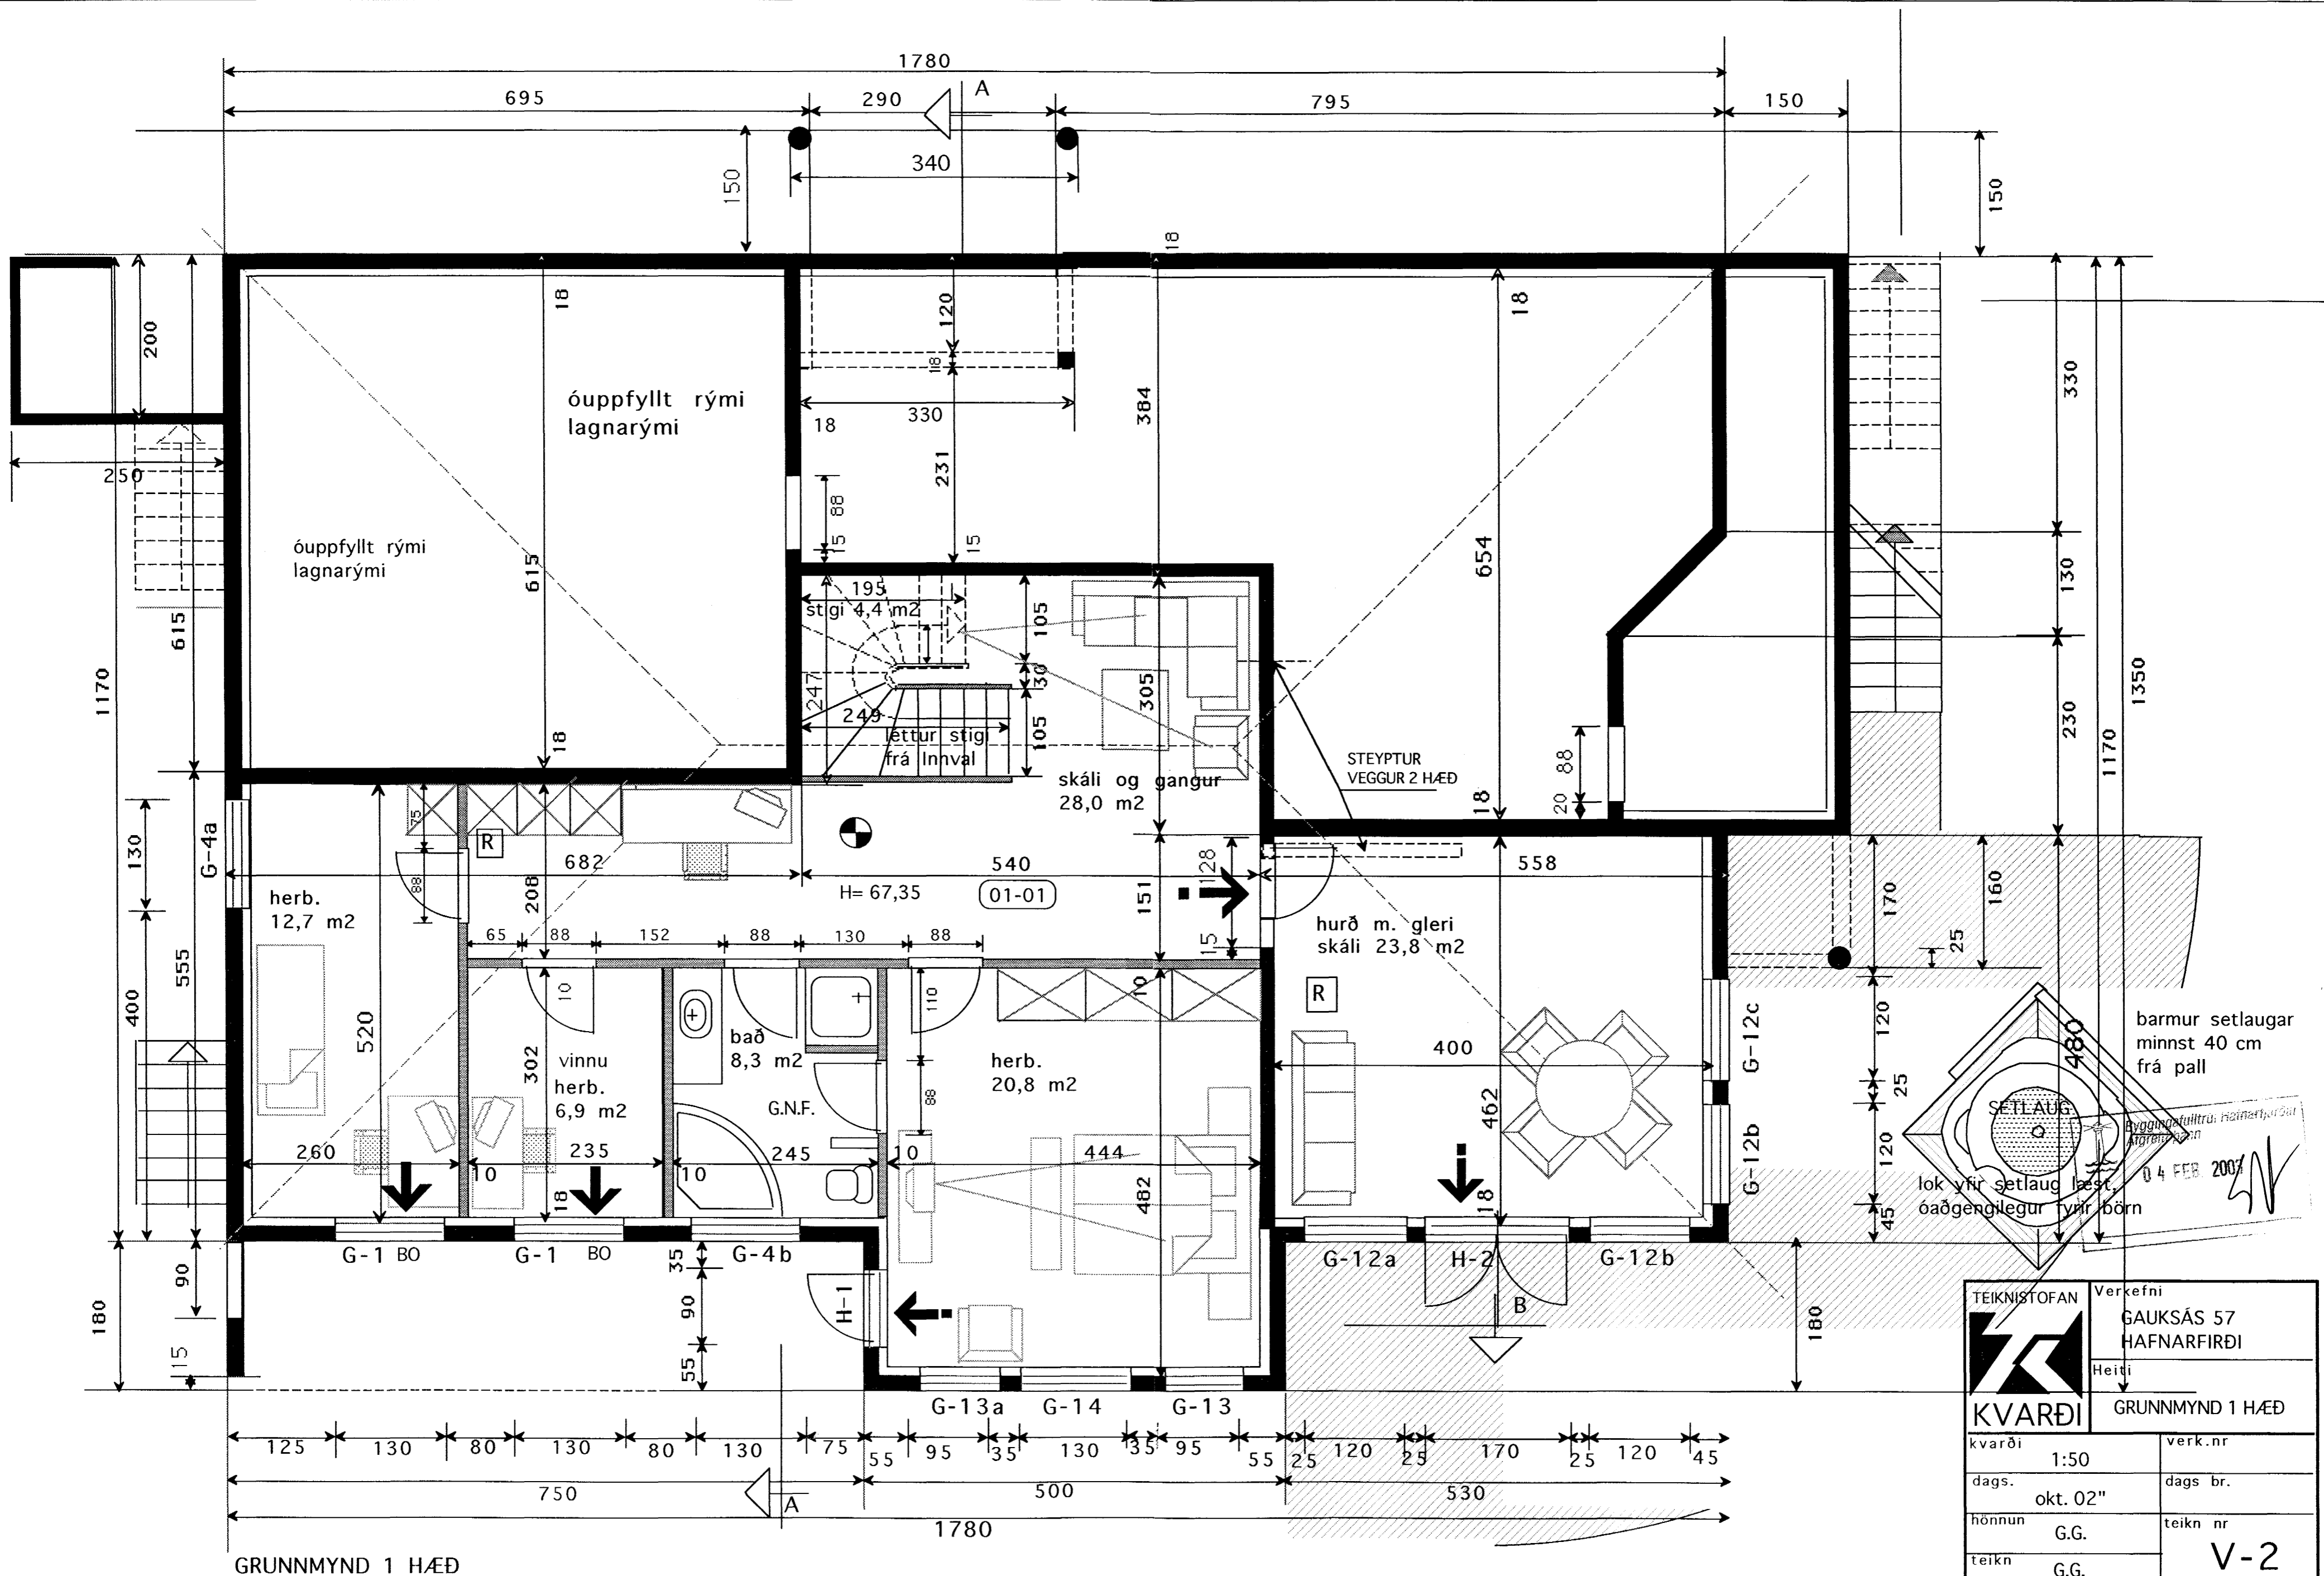 1780
695
290
A
795
150
340
150
150
18
18
18
120
18
200
óuppfyllt rými
lagnarými
330
18
384
330
231
250
88
15
15
óuppfyllt rými
lagnarými
615
615
654
130
195
stigi 4,4 m2
105
30
247
305
249
105
léttur stigi
frá Innval
1170
1350
230
1170
18
STEYPTUR
VEGGUR 2 HÆÐ
88
20
18
skáli og gangur
28,0 m2
75
R
130
G-4a
682
540
558
88
208
H= 67,35
01-01
151
128
15
170
160
25
herb.
12,7 m2
65
88
152
88
130
88
hurð m. gleri
skáli 23,8 m2
R
555
400
520
10
302
vinnu
herb.
6,9 m2
bað
8,3 m2
G.N.F.
110
88
10
herb.
20,8 m2
400
462
120
G-12c
25
480
barmur setlaugar
minnst 40 cm
frá pall
SETLAUG
Byggingafulltrúi Hafnarfjarðar
04 FEB. 200
lok yfir setlaug læst,
óaðgengilegur fyrir börn
260
10
235
10
245
10
444
482
18
18
120
G-12b
45
G-1 BO
G-1 BO
G-4b
G-12a
H-2
G-12b
B
35
90
55
H-1
90
180
15
180
G-13a
G-14
G-13
125
130
80
130
80
130
75
55
95
35
130
35
95
55
25
120
25
170
25
120
45
750
A
500
530
1780
GRUNNMYND 1 HÆÐ
TEIKNISTOFAN
KVARÐI
Verkefni
GAUKSÁS 57
HAFNARFIRÐI
Heiti
GRUNNMYND 1 HÆÐ
kvarði
1:50
verk.nr
dags.
okt. 02"
dags br.
hönnun
G.G.
teikn nr
V-2
teikn
G.G.